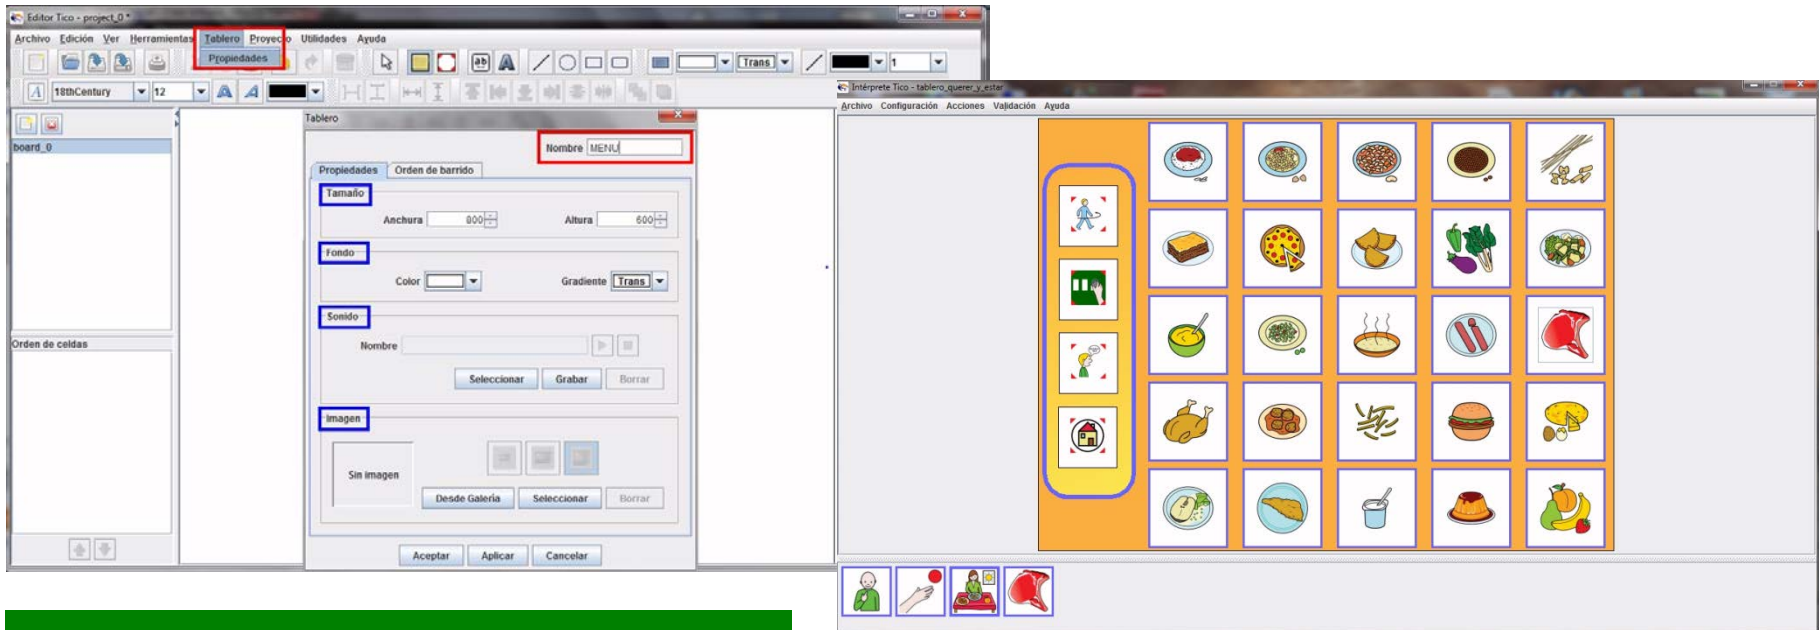 Editor Tico - project_0 *
Archivo Edición Ver Herramientas Tablero Proyecto Utilidades Ayuda
Propiedades
Trans
1
18thCentury 12
board_0
Orden de celdas
Tablero
Nombre MENU
Propiedades Orden de barrido
Tamaño
Anchura 800 Altura 600
Fondo
Color Gradiente Trans
Sonido
Nombre
Seleccionar Grabar Borrar
Imagen
Sin imagen
Desde Galería Seleccionar Borrar
Aceptar Aplicar Cancelar
Intérprete Tico - tablero_querer_y_estar
Archivo Configuración Acciones Validación Ayuda